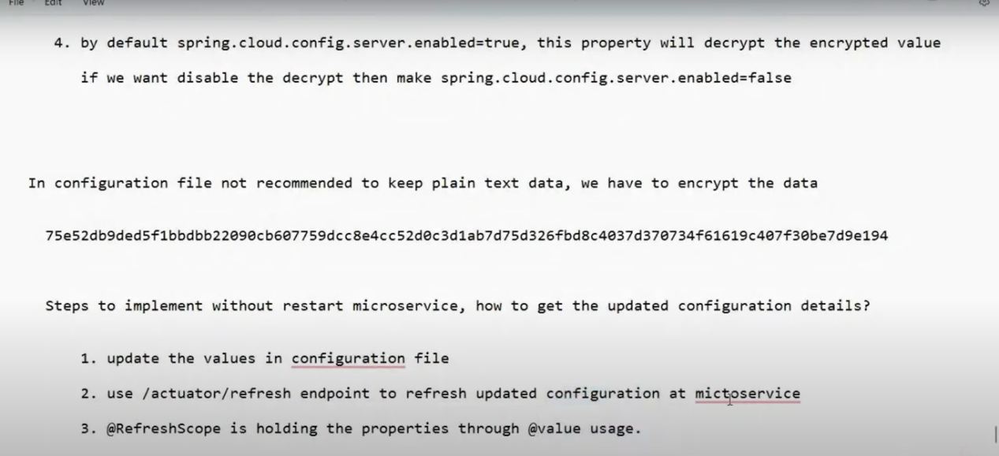 File Edit View
4. by default spring.cloud.config.server.enabled=true, this property will decrypt the encrypted value
if we want disable the decrypt then make spring.cloud.config.server.enabled=false
In configuration file not recommended to keep plain text data, we have to encrypt the data
75e52db9ded5f1bbdbb22090cb607759dcc8e4cc52d0c3d1ab7d75d326fbd8c4037d370734f61619c407f30be7d9e194
Steps to implement without restart microservice, how to get the updated configuration details?
1. update the values in configuration file
2. use /actuator/refresh endpoint to refresh updated configuration at mictoservice
3. @RefreshScope is holding the properties through @value usage.